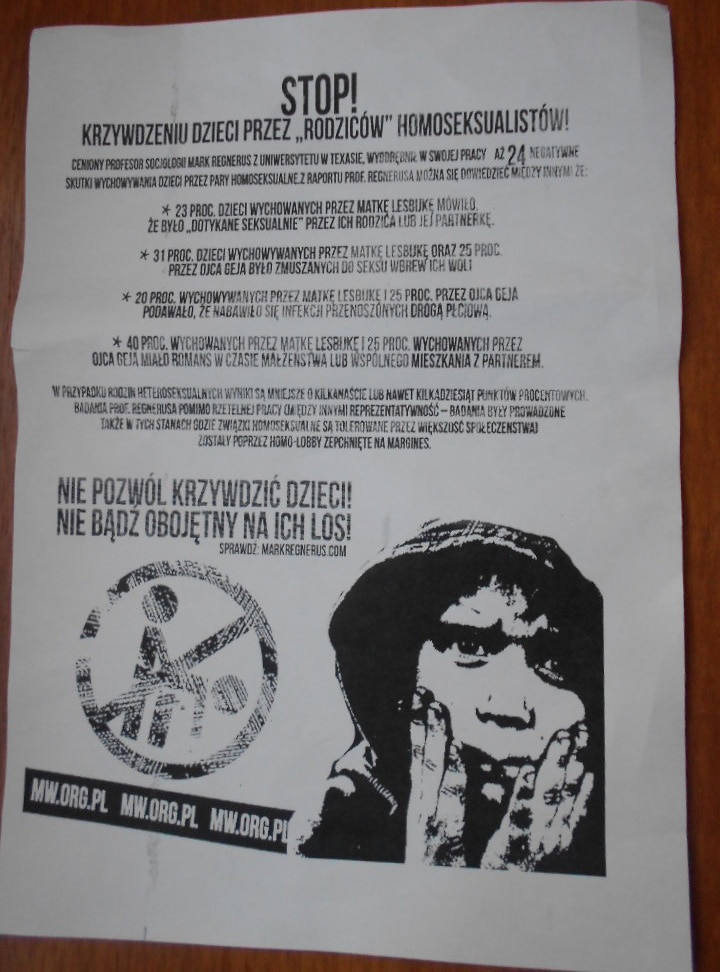 STOP!
KRZYWDZENIU DZIECI PRZEZ „RODZICÓW” HOMOSEKSUALISTÓW!
CENIONY PROFESOR SOCJOLOGII MARK REGNERUS Z UNIWERSYTETU W TEXASIE, WYODRĘBNIŁ W SWOJEJ PRACY AŻ 24 NEGATYWNE
SKUTKI WYCHOWYWANIA DZIECI PRZEZ PARY HOMOSEKSUALNE.Z RAPORTU PROF. REGNERUSA MOŻNA SIĘ DOWIEDZIEĆ MIĘDZY INNYMI ŻE:
* 23 PROC. DZIECI WYCHOWANYCH PRZEZ MATKĘ LESBIJKĘ MÓWIŁO,
ŻE BYŁO „DOTYKANE SEKSUALNIE” PRZEZ ICH RODZICA LUB JEJ PARTNERKĘ.
* 31 PROC. DZIECI WYCHOWYWANYCH PRZEZ MATKĘ LESBIJKĘ ORAZ 25 PROC.
PRZEZ OJCA GEJA BYŁO ZMUSZANYCH DO SEKSU WBREW ICH WOLI
* 20 PROC. WYCHOWYWANYCH PRZEZ MATKĘ LESBIJKĘ I 25 PROC. PRZEZ OJCA GEJA
PODAWAŁO, ŻE NABAWIŁO SIĘ INFEKCJI PRZENOSZONYCH DROGĄ PŁCIOWĄ.
* 40 PROC. WYCHOWYWANYCH PRZEZ MATKĘ LESBIJKĘ I 25 PROC. WYCHOWANYCH PRZEZ
OJCA GEJA MIAŁO ROMANS W CZASIE MAŁŻEŃSTWA LUB WSPÓLNEGO MIESZKANIA Z PARTNEREM.
W PRZYPADKU RODZIN HETEROSEKSUALNYCH WYNIKI SĄ MNIEJSZE O KILKANAŚCIE LUB NAWET KILKADZIESIĄT PUNKTÓW PROCENTOWYCH.
BADANIA PROF. REGNERUSA POMIMO RZETELNEJ PRACY (MIĘDZY INNYMI REPREZENTATYWNOŚĆ – BADANIA BYŁY PROWADZONE
TAKŻE W TYCH STANACH GDZIE ZWIĄZKI HOMOSEKSUALNE SĄ TOLEROWANE PRZEZ WIĘKSZOŚĆ SPOŁECZEŃSTWA)
ZOSTAŁY POPRZEZ HOMO-LOBBY ZEPCHNIĘTE NA MARGINES.
NIE POZWÓL KRZYWDZIĆ DZIECI!
NIE BĄDŹ OBOJĘTNY NA ICH LOS!
SPRAWDŹ: MARKREGNERUS.COM
MW.ORG.PL MW.ORG.PL MW.ORG.PL